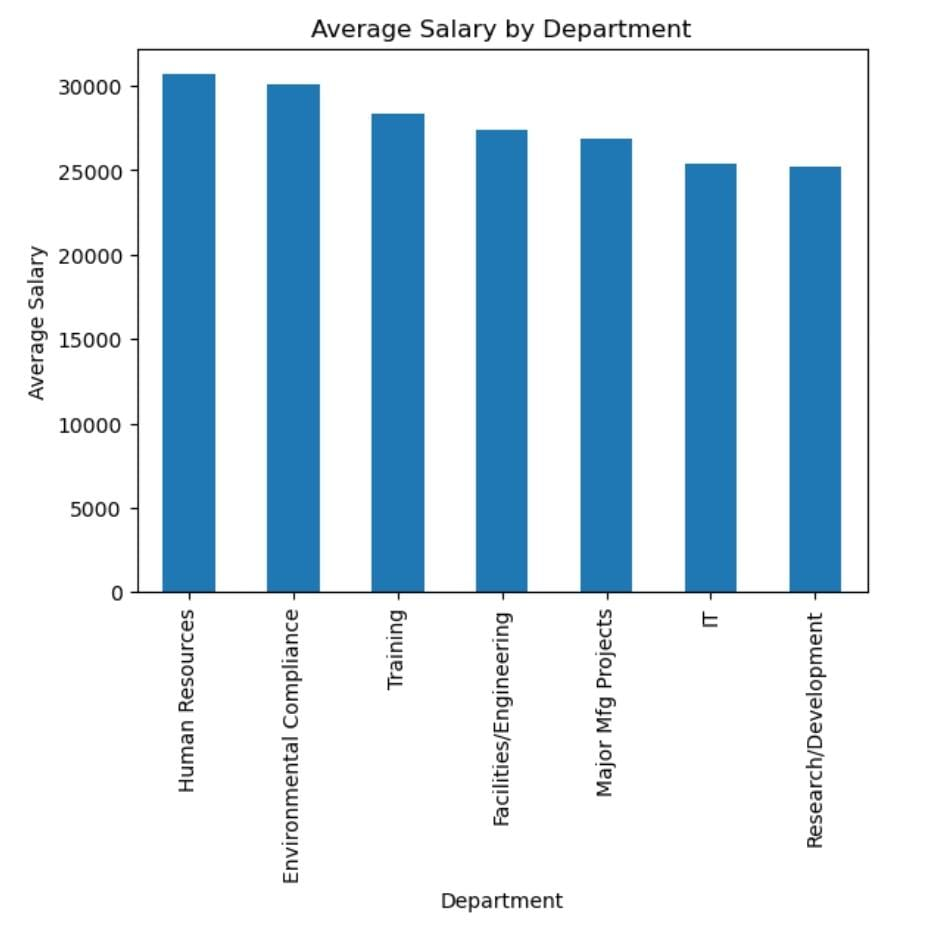 Average Salary by Department
Average Salary
30000
25000
20000
15000
10000
5000
0
Human Resources
Environmental Compliance
Training
Facilities/Engineering
Major Mfg Projects
IT
Research/Development
Department